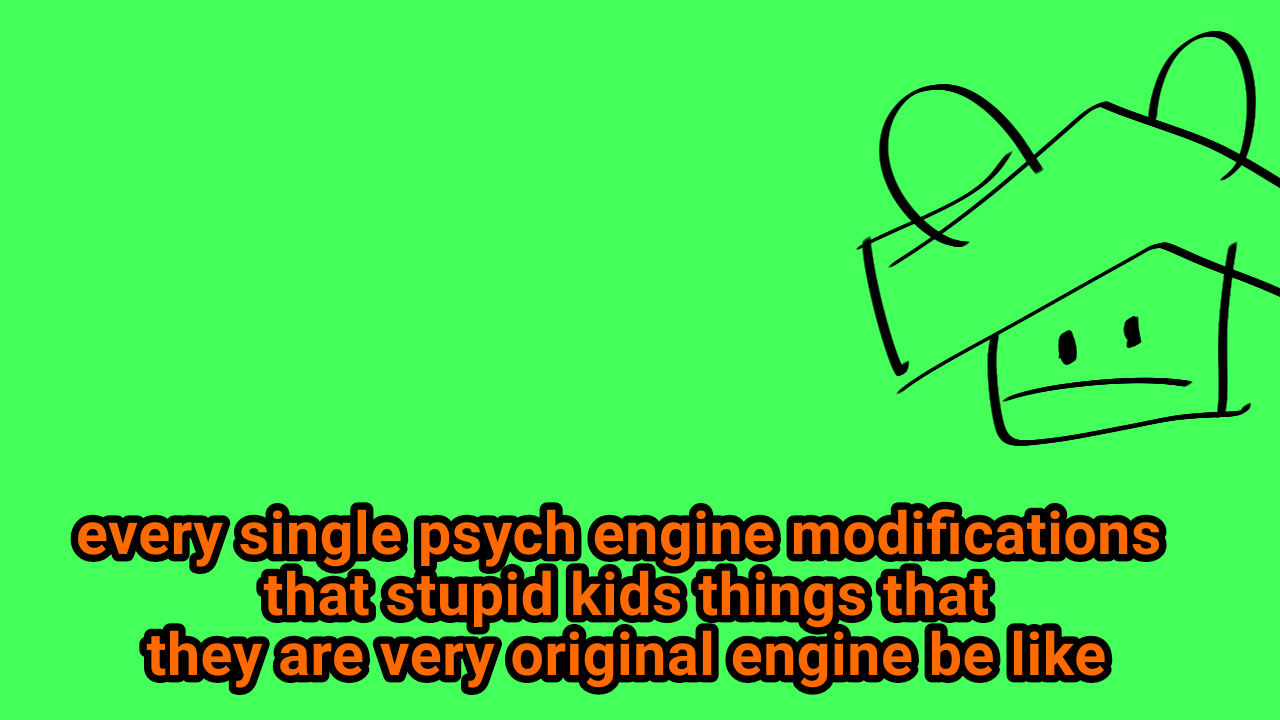 every single psych engine modifications
that stupid kids things that
they are very original engine be like